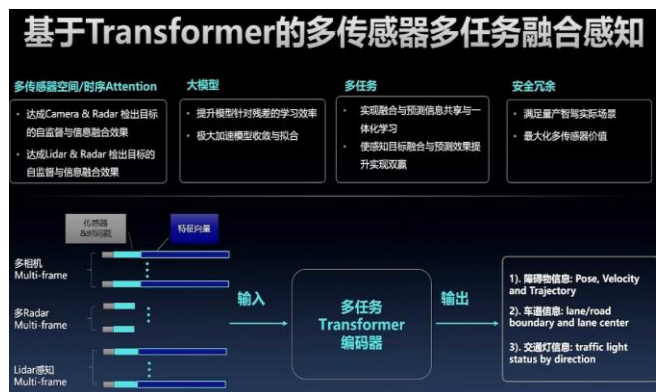 基于Transformer的多传感器多任务融合感知
多传感器空间/时序Attention
• 达成Camera & Radar 检出目标
的自监督与信息融合效果
• 达成Lidar & Radar 检出目标的
自监督与信息融合效果
大模型
• 提升模型针对残差的学习效率
• 极大加速模型收敛与拟合
多任务
• 实现融合与预测信息共享与一
体化学习
• 使感知目标融合与预测效果提
升实现双赢
安全冗余
• 满足量产智驾实际场景
• 最大化多传感器价值
传感器
&时间戳
特征向量
多相机
Multi-frame
多Radar
Multi-frame
Lidar感知
Multi-frame
输入
多任务
Transformer
编码器
输出
1). 障碍物信息: Pose, Velocity
and Trajectory
2). 车道信息: lane/road
boundary and lane center
3). 交通灯信息: traffic light
status by direction